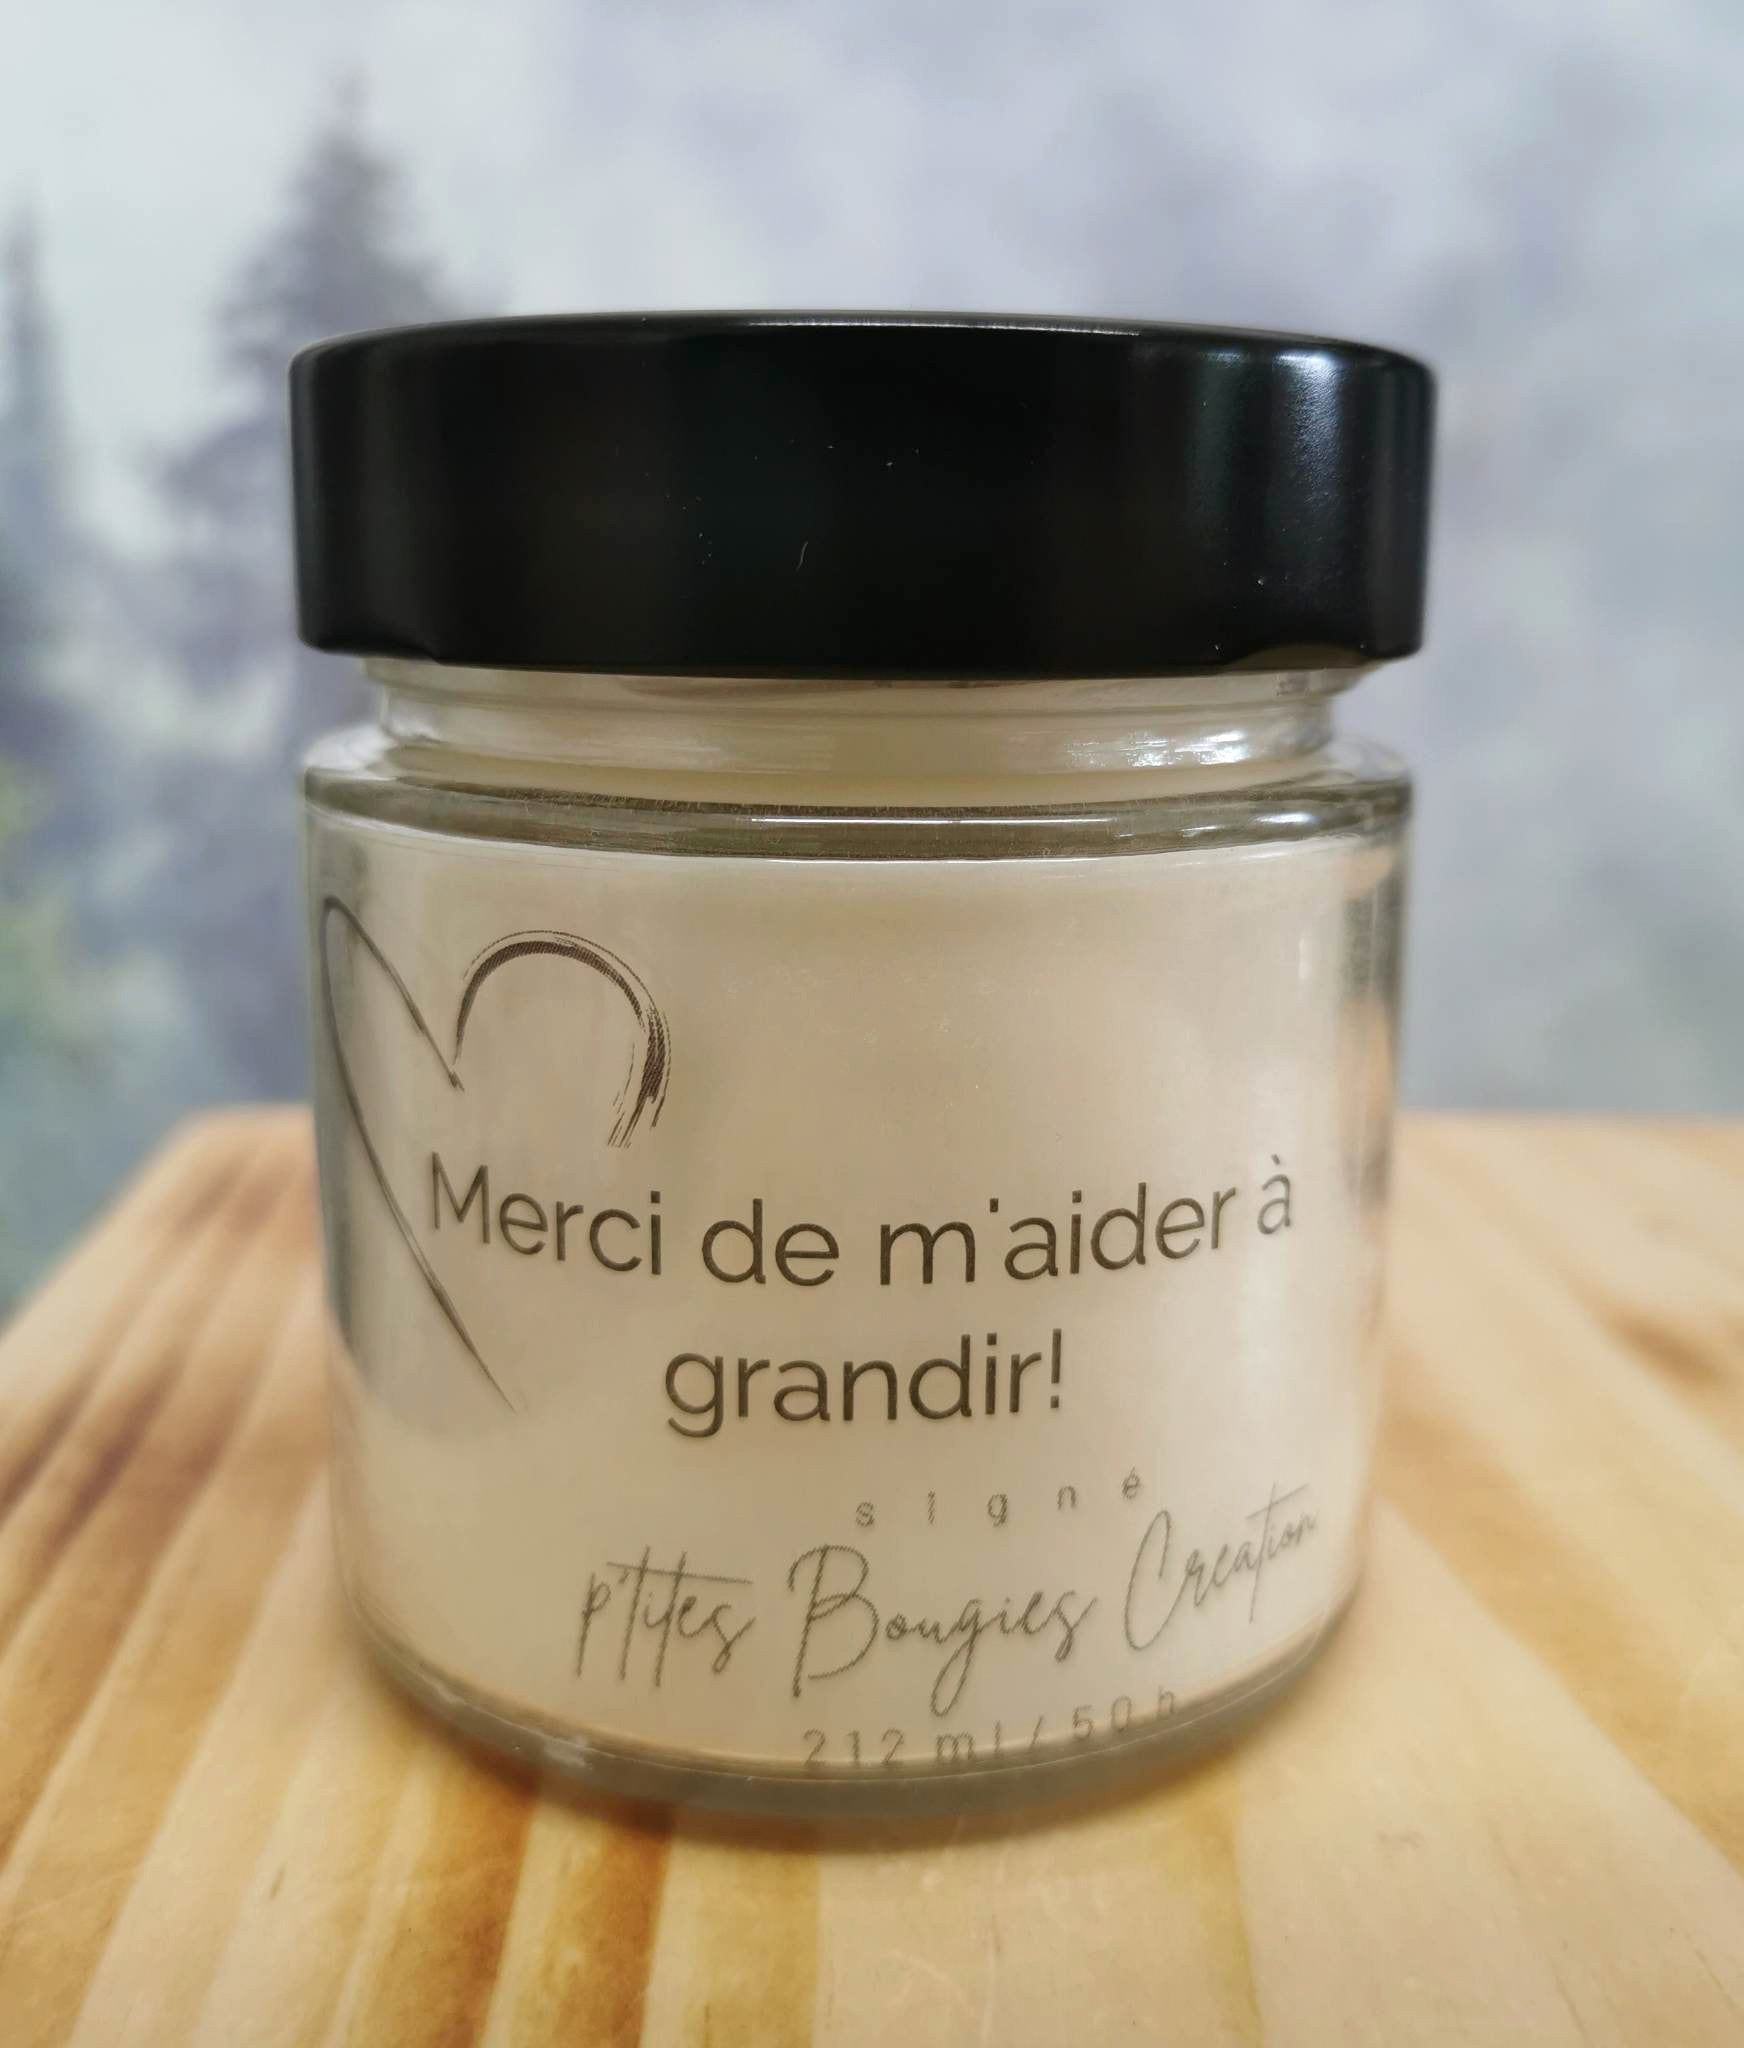 Merci de m'aider à
grandir!
signé
P'tites Bougies Creation
212 ml / 50 h